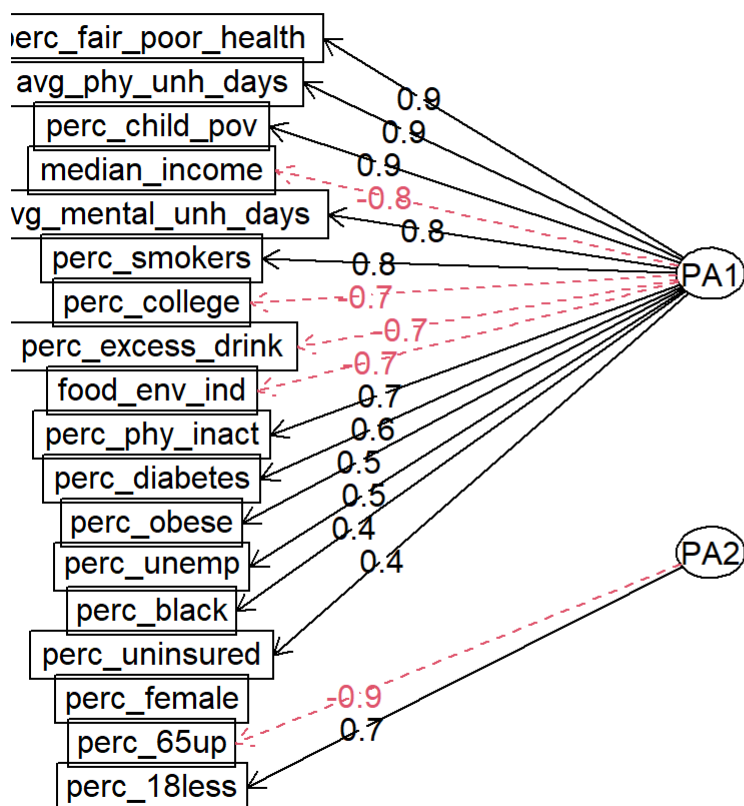 perc_fair_poor_health
avg_phy_unh_days
perc_child_pov
median_income
vg_mental_unh_days
perc_smokers
perc_college
perc_excess_drink
food_env_ind
perc_phy_inact
perc_diabetes
perc_obese
perc_unemp
perc_black
perc_uninsured
perc_female
perc_65up
perc_18less
0.9
0.9
0.9
-0.8
0.8
0.8
-0.7
-0.7
-0.7
0.7
0.6
0.5
0.5
0.4
0.4
-0.9
0.7
PA1
PA2